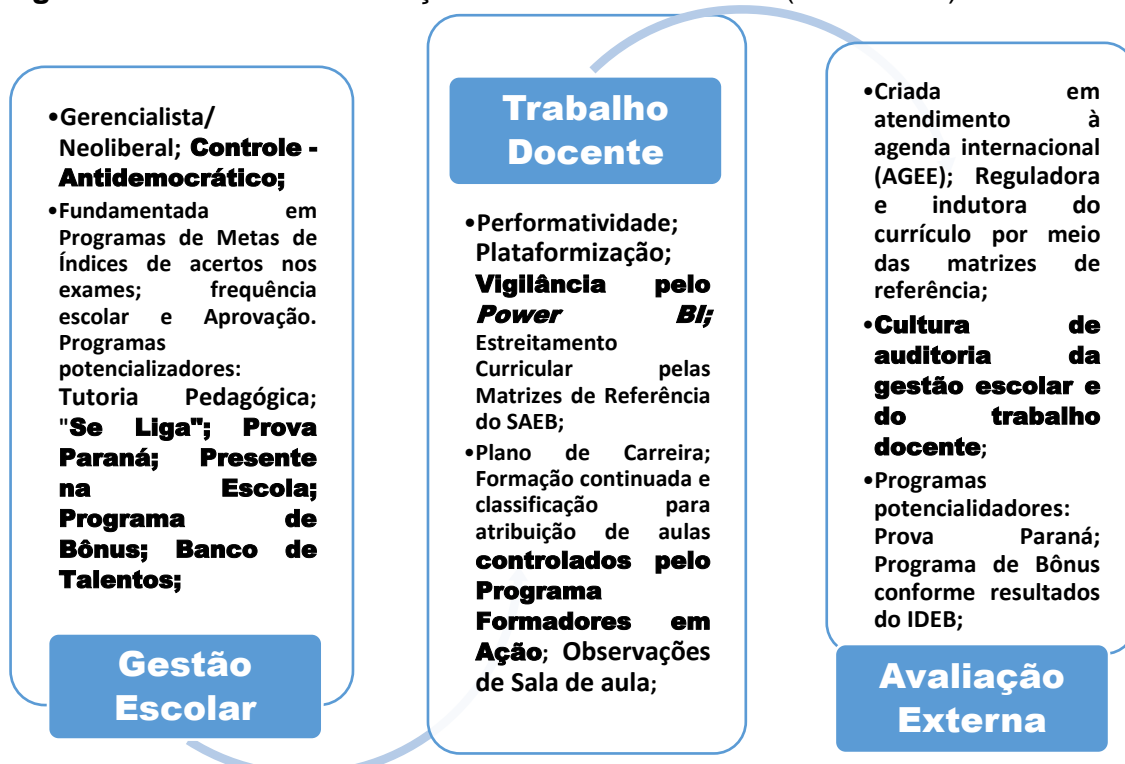 •Gerencialista/
Neoliberal; Controle -
Antidemocrático;
•Fundamentada em
Programas de Metas de
Índices de acertos nos
exames; frequência
escolar e Aprovação.
Programas
potencializadores:
Tutoria Pedagógica;
"Se Liga"; Prova
Paraná; Presente
na Escola;
Programa de
Bônus; Banco de
Talentos;
Gestão
Escolar
Trabalho
Docente
•Performatividade;
Plataformização;
Vigilância pelo
Power BI;
Estreitamento
Curricular pelas
Matrizes de Referência
do SAEB;
•Plano de Carreira;
Formação continuada e
classificação para
atribuição de aulas
controlados pelo
Programa
Formadores em
Ação; Observações
de Sala de aula;
•Criada em
atendimento à
agenda internacional
(AGEE); Reguladora
e indutora do
currículo por meio
das matrizes de
referência;
•Cultura de
auditoria da
gestão escolar e
do trabalho
docente;
•Programas
potencialidadores:
Prova Paraná;
Programa de Bônus
conforme resultados
do IDEB;
Avaliação
Externa